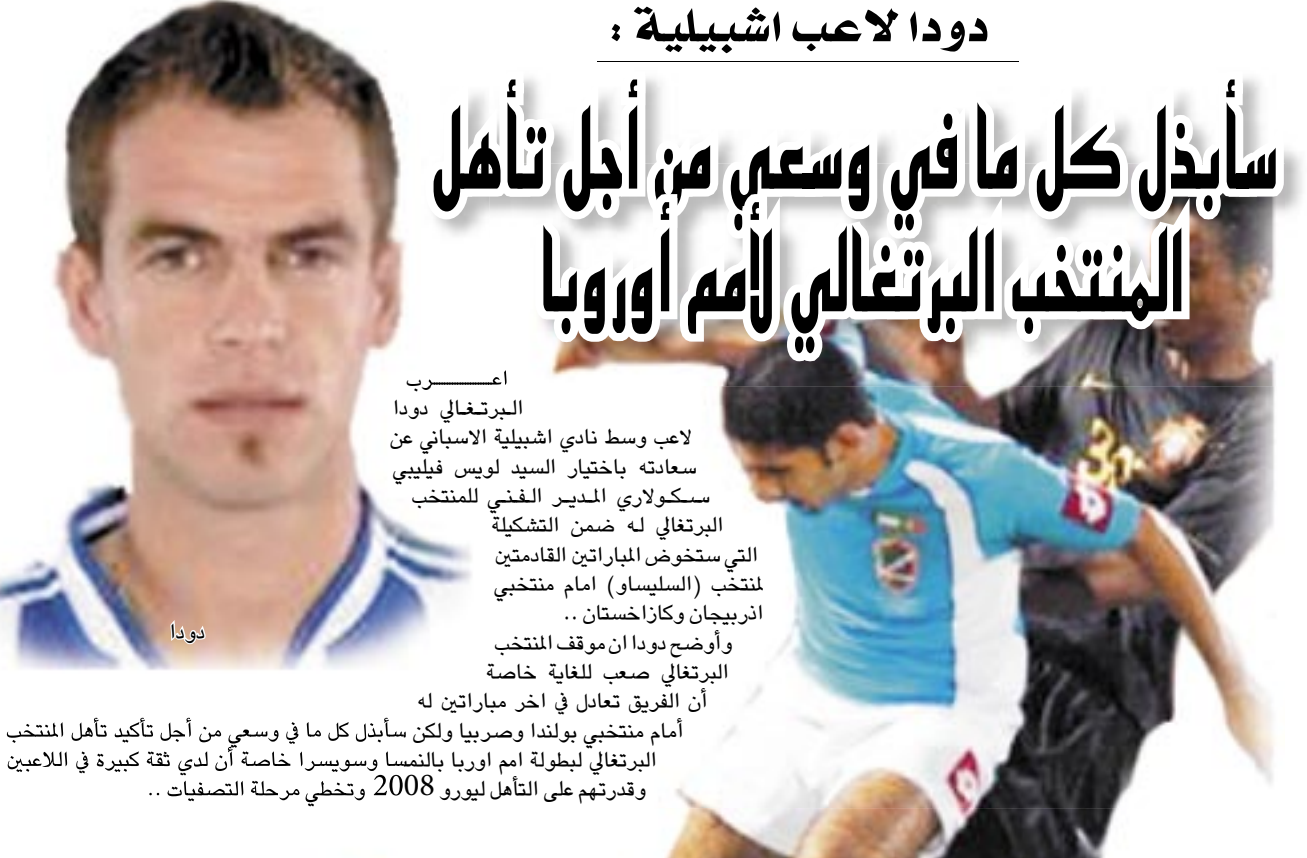 دودا لاعب اشبيلية :
سأبذل كل ما في وسعي من أجل تأهل
المنتخب البرتغالي لأمم أوروبا
اعـــــــــرب
البرتغالي دودا
لاعب وسط نادي اشبيلية الاسباني عن
سعادته باختيار السيد لويس فيليبي
سكولاري المدير الفني للمنتخب
البرتغالي له ضمن التشكيلة
التي ستخوض المباراتين القادمتين
لمنتخب (السليساو) امام منتخبي
اذربيجان وكازاخستان ..
وأوضح دودا ان موقف المنتخب
البرتغالي صعب للغاية خاصة
أن الفريق تعادل في اخر مباراتين له
أمام منتخبي بولندا وصربيا ولكن سأبذل كل ما في وسعي من أجل تأكيد تأهل المنتخب
البرتغالي لبطولة امم اوربا بالنمسا وسويسرا خاصة أن لدي ثقة كبيرة في اللاعبين
وقدرتهم على التأهل ليورو 2008 وتخطي مرحلة التصفيات ..
دودا